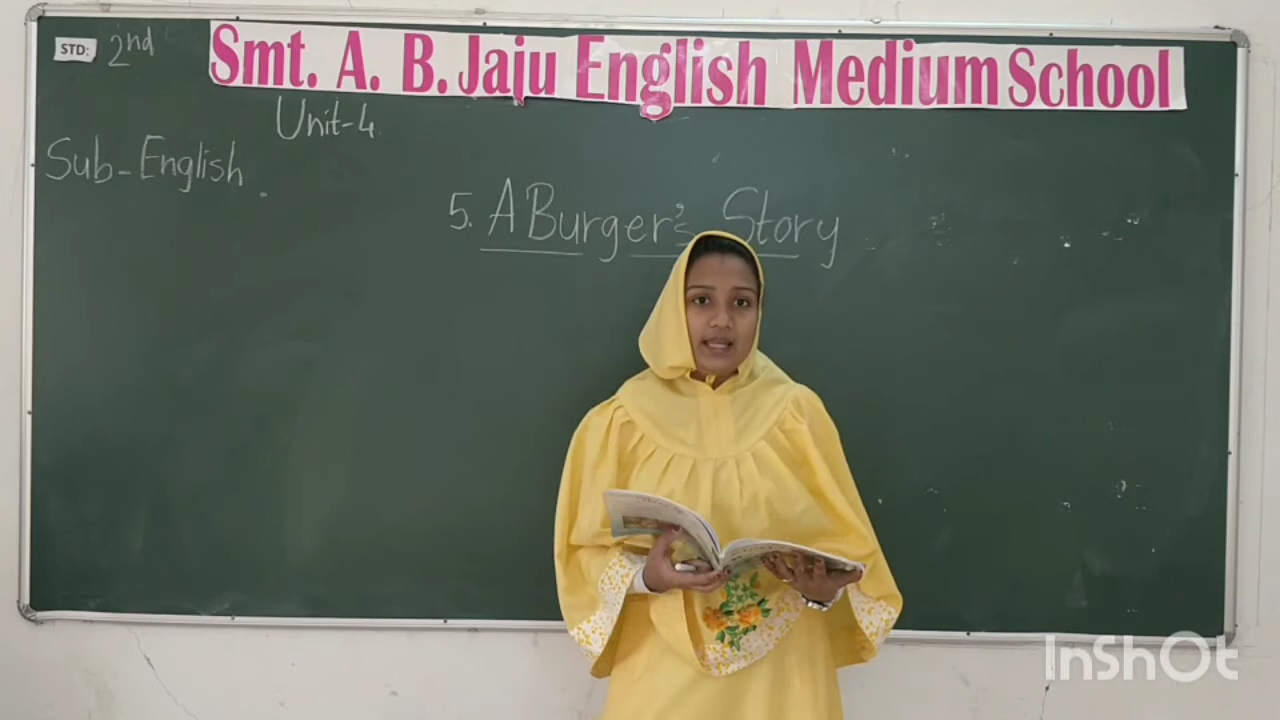 STD: 2nd
Smt. A. B. Jaju English Medium School
Unit-4
Sub-English.
5. A Burger's Story
InShOt